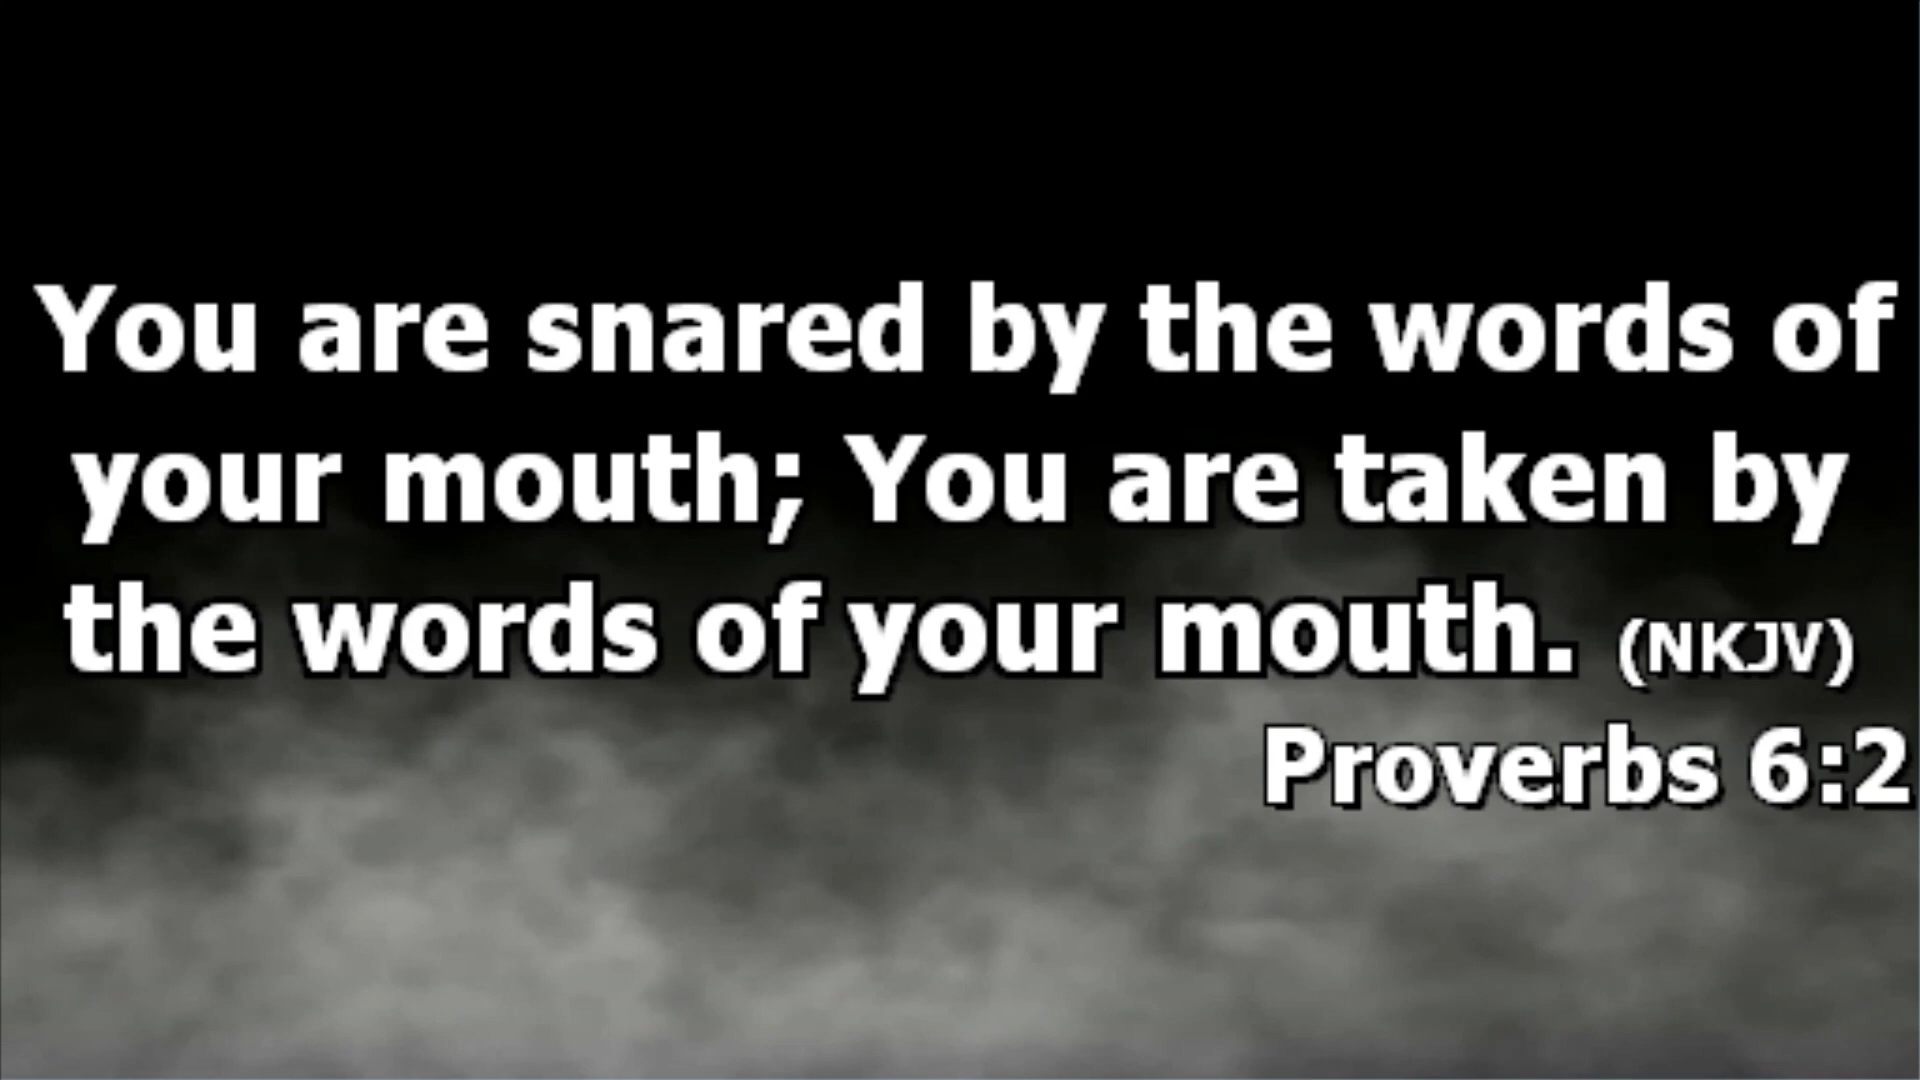 You are snared by the words of
your mouth; You are taken by
the words of your mouth. (NKJV)
Proverbs 6:2